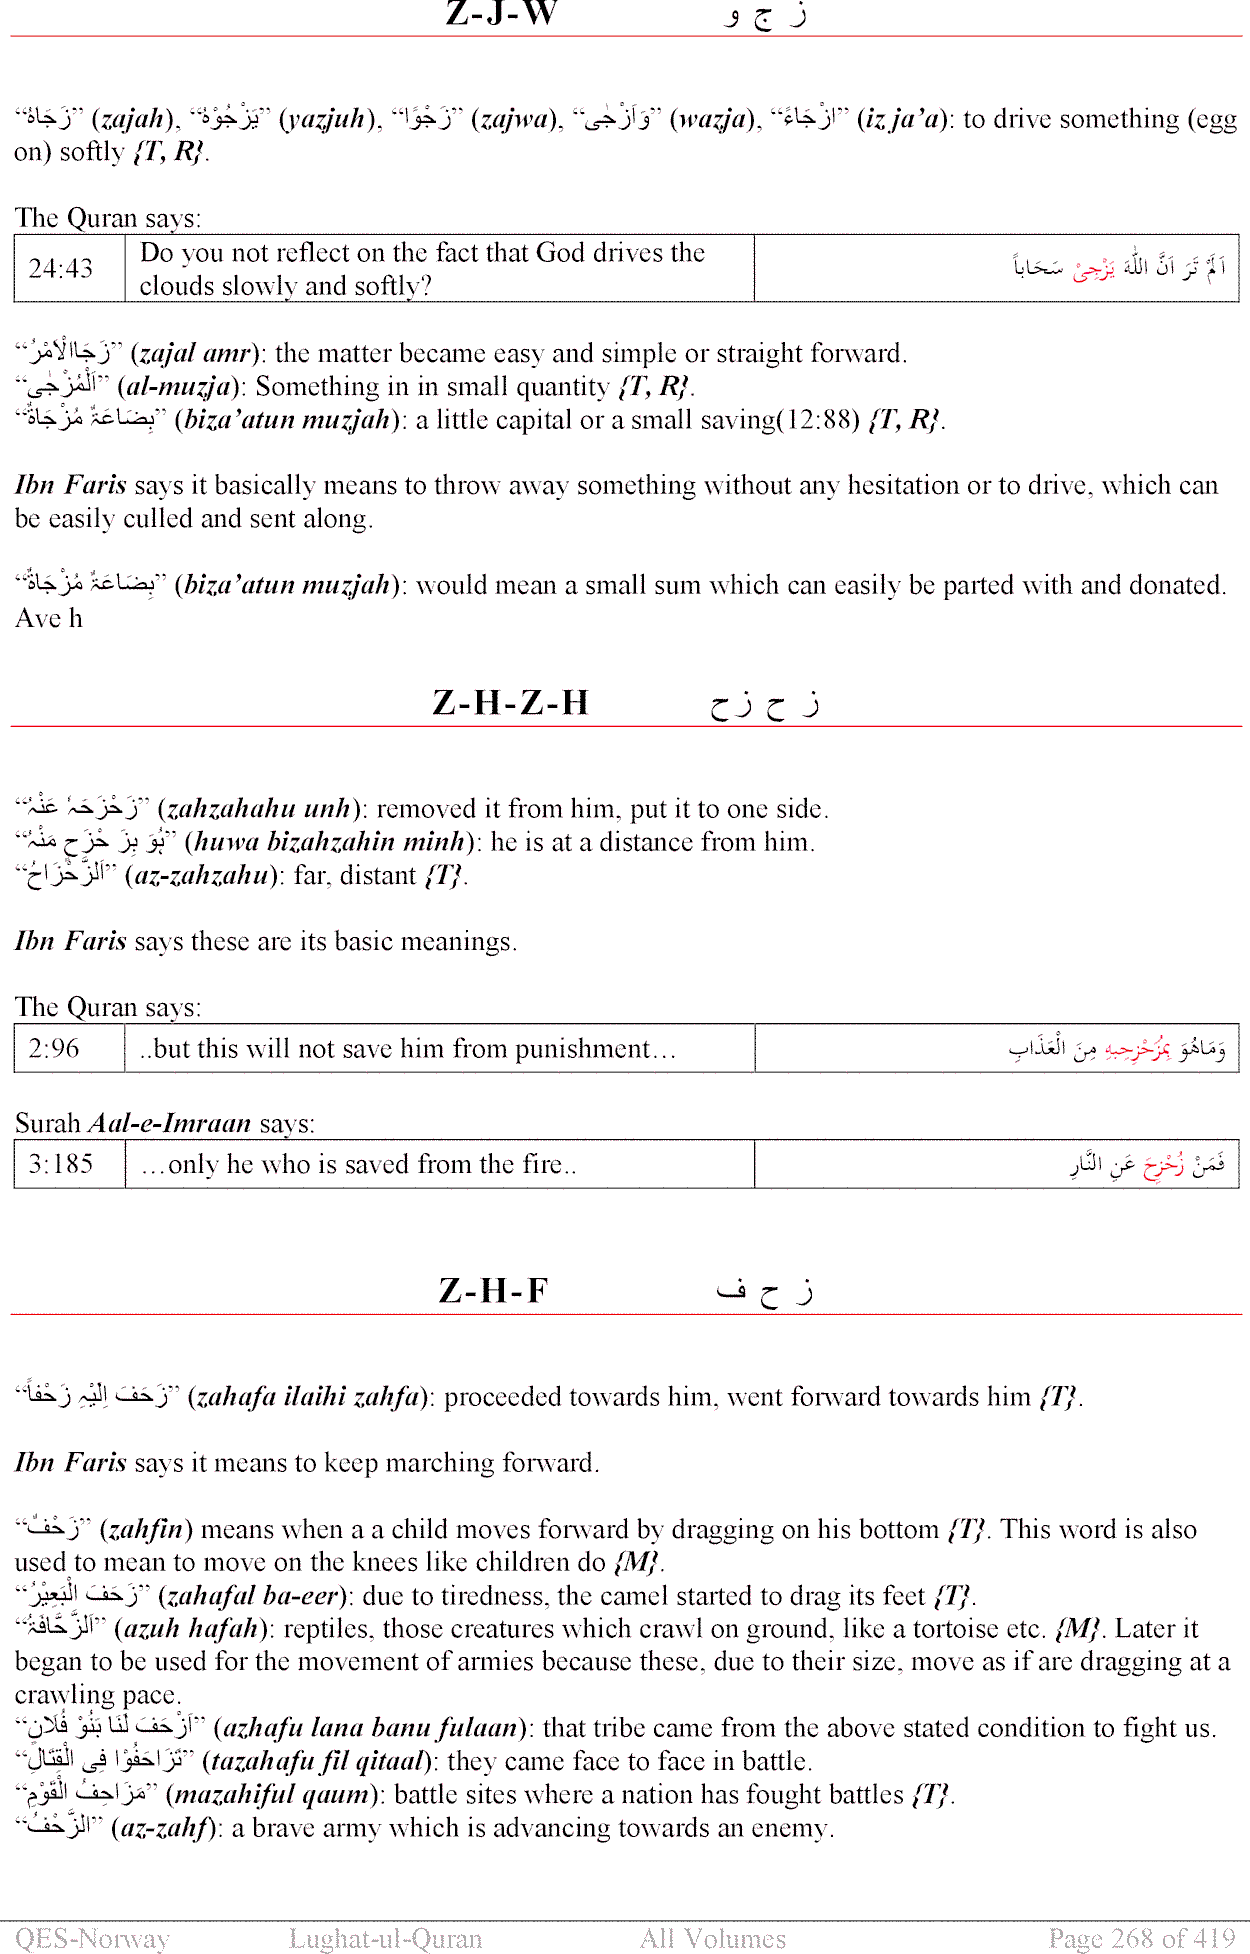 Z-J-W ز ج و
“زَجَاهُ” (zajah), “يَزْجُوْهُ” (yazjuh), “زَجْوًا” (zajwa), “وَاَزْجٰى” (wazja), “اِزْجَاءً” (iz ja’a): to drive something (egg
on) softly {T, R}.
The Quran says:
24:43 Do you not reflect on the fact that God drives the اَلَمْ تَرَ اَنَّ اللّٰهَ يُزْجِىْ سَحَاباً
clouds slowly and softly?
“زَجَاالْاَمْرُ” (zajal amr): the matter became easy and simple or straight forward.
“اَلْمُزْجٰى” (al-muzja): Something in in small quantity {T, R}.
“بِضَاعَةٌ مُزْجَاةٌ” (biza’atun muzjah): a little capital or a small saving(12:88) {T, R}.
Ibn Faris says it basically means to throw away something without any hesitation or to drive, which can
be easily culled and sent along.
“بِضَاعَةٌ مُزْجَاةٌ” (biza’atun muzjah): would mean a small sum which can easily be parted with and donated.
Ave h
Z-H-Z-H ز ح زح
“زَحْزَحَہٗ عَنْہُ” (zahzahahu unh): removed it from him, put it to one side.
“ہُوَ بِزَ حْزَحٍ مَنْہُ” (huwa bizahzahin minh): he is at a distance from him.
“اَلزَّحْزَاحُ” (az-zahzahu): far, distant {T}.
Ibn Faris says these are its basic meanings.
The Quran says:
2:96 ..but this will not save him from punishment… وَمَاهُوَ بِمُزَحْزِحِهِ مِنَ الْعَذَابِ
Surah Aal-e-Imraan says:
3:185 …only he who is saved from the fire.. فَمَنْ زُحْزِحَ عَنِ النَّارِ
Z-H-F ز ح ف
“زَحَفَ اِلَيْہِ زَحْفاً” (zahafa ilaihi zahfa): proceeded towards him, went forward towards him {T}.
Ibn Faris says it means to keep marching forward.
“زَحْفٌ” (zahfin) means when a a child moves forward by dragging on his bottom {T}. This word is also
used to mean to move on the knees like children do {M}.
“زَحَفَ الْبَعِيْرُ” (zahafal ba-eer): due to tiredness, the camel started to drag its feet {T}.
“اَلزَّحَّافَةُ” (azuh hafah): reptiles, those creatures which crawl on ground, like a tortoise etc. {M}. Later it
began to be used for the movement of armies because these, due to their size, move as if are dragging at a
crawling pace.
“اَزْحَفَ لَنَا بَنُوْ فُلَانٍ” (azhafu lana banu fulaan): that tribe came from the above stated condition to fight us.
“تَزَاحَفُوْا فِى الْقِتَالِ” (tazahafu fil qitaal): they came face to face in battle.
“مَزَاحِفُ الْقَوْمِ” (mazahiful qaum): battle sites where a nation has fought battles {T}.
“الزَّحْفُ” (az-zahf): a brave army which is advancing towards an enemy.
QES-Norway Lughat-ul-Quran All Volumes Page 268 of 419